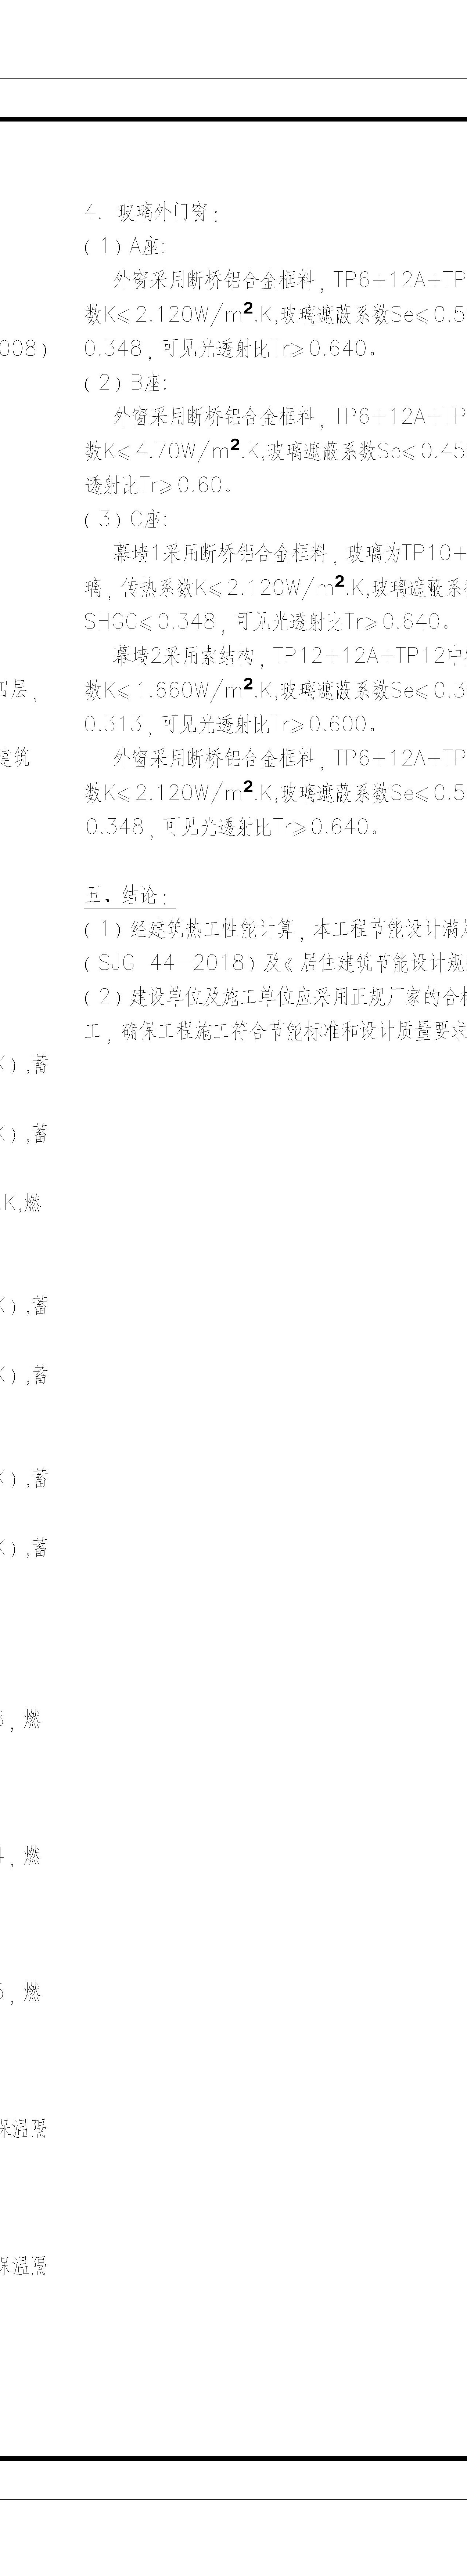 008）
四层，
建筑
K）,蓄
K）,蓄
.K,燃
K）,蓄
K）,蓄
K）,蓄
K）,蓄
，燃
，燃
，燃
保温隔
保温隔
4. 玻璃外门窗：
（1）A座:
外窗采用断桥铝合金框料，TP6+12A+TP
数K≤2.120W/m².K,玻璃遮蔽系数Se≤0.5
0.348，可见光透射比Tr≥0.640。
（2）B座:
外窗采用断桥铝合金框料，TP6+12A+TP
数K≤4.70W/m².K,玻璃遮蔽系数Se≤0.45
透射比Tr≥0.60。
（3）C座:
幕墙1采用断桥铝合金框料，玻璃为TP10+
璃，传热系数K≤2.120W/m².K,玻璃遮蔽系数
SHGC≤0.348，可见光透射比Tr≥0.640。
幕墙2采用索结构，TP12+12A+TP12中空
数K≤1.660W/m².K,玻璃遮蔽系数Se≤0.3
0.313，可见光透射比Tr≥0.600。
外窗采用断桥铝合金框料，TP6+12A+TP
数K≤2.120W/m².K,玻璃遮蔽系数Se≤0.5
0.348，可见光透射比Tr≥0.640。
五、结论：
（1）经建筑热工性能计算，本工程节能设计满足
（SJG 44-2018）及《居住建筑节能设计规
（2）建设单位及施工单位应采用正规厂家的合格
工，确保工程施工符合节能标准和设计质量要求